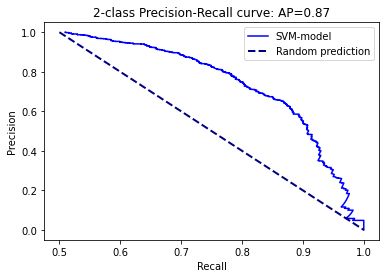 2-class Precision-Recall curve: AP=0.87
SVM-model
Random prediction
1.0
0.8
0.6
0.4
0.2
0.0
Precision
0.5
0.6
0.7
0.8
0.9
1.0
Recall